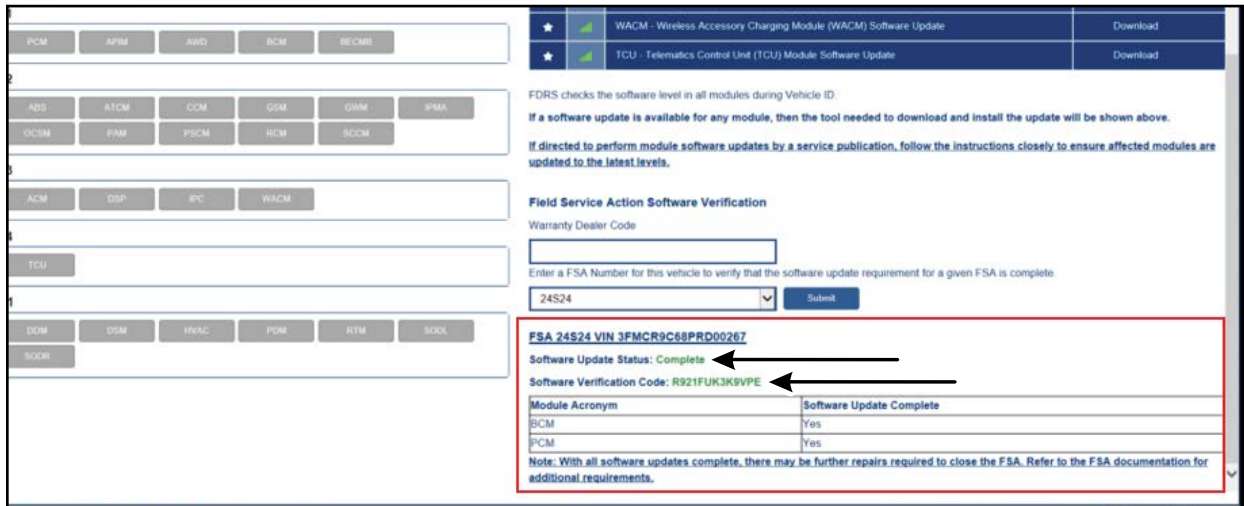 PCM APIM AWD BCM BECMB
2
ABS ATCM CCM GSM GWM IPMA
OCSM PAM PSCM RCM SCCM
3
ACM DSP IPC WACM
4
TCU
1
DDM DSM HVAC PDM RTM SODL
SODR
WACM - Wireless Accessory Charging Module (WACM) Software Update Download
TCU - Telematics Control Unit (TCU) Module Software Update Download
FDRS checks the software level in all modules during Vehicle ID.
If a software update is available for any module, then the tool needed to download and install the update will be shown above.
If directed to perform module software updates by a service publication, follow the instructions closely to ensure affected modules are
updated to the latest levels.
Field Service Action Software Verification
Warranty Dealer Code
Enter a FSA Number for this vehicle to verify that the software update requirement for a given FSA is complete.
24S24 Submit
FSA 24S24 VIN 3FMCR9C68PRD00267
Software Update Status: Complete
Software Verification Code: R921FUK3K9VPE
Module Acronym Software Update Complete
BCM Yes
PCM Yes
Note: With all software updates complete, there may be further repairs required to close the FSA. Refer to the FSA documentation for
additional requirements.